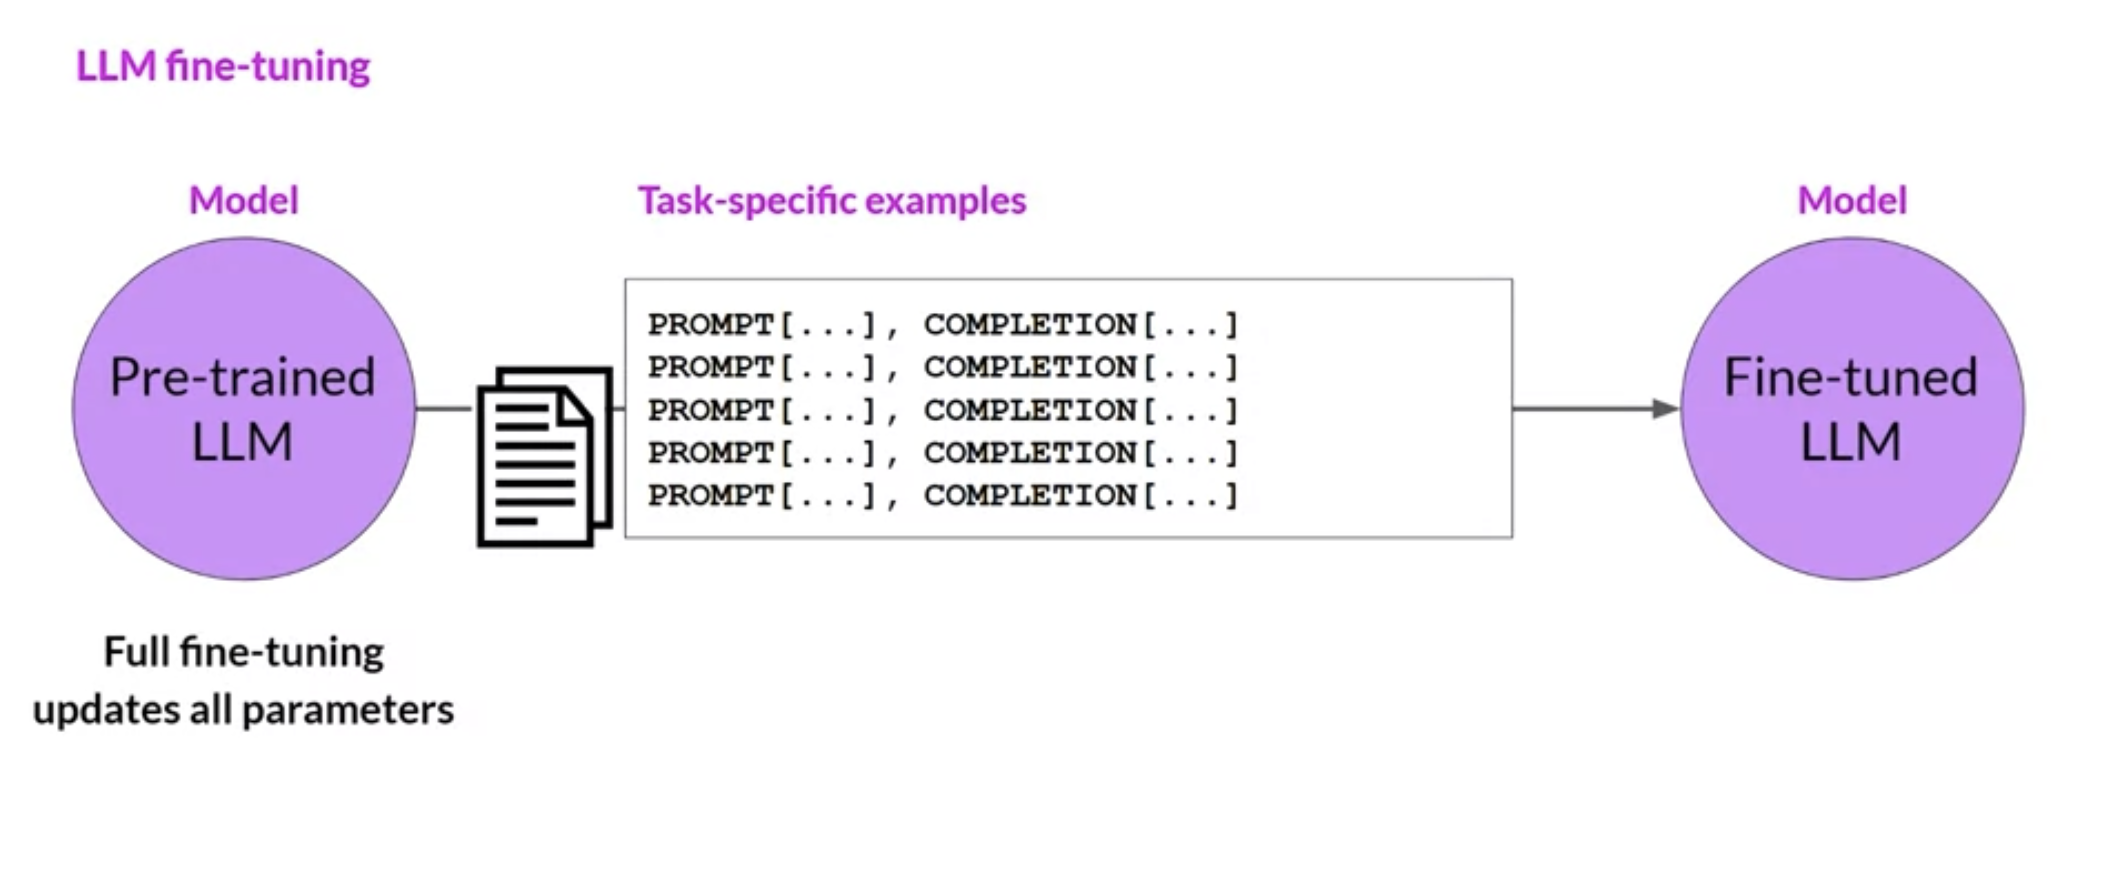 LLM fine-tuning
Model
Task-specific examples
Model
Pre-trained
LLM
PROMPT[...], COMPLETION[...]
PROMPT[...], COMPLETION[...]
PROMPT[...], COMPLETION[...]
PROMPT[...], COMPLETION[...]
PROMPT[...], COMPLETION[...]
Fine-tuned
LLM
Full fine-tuning
updates all parameters